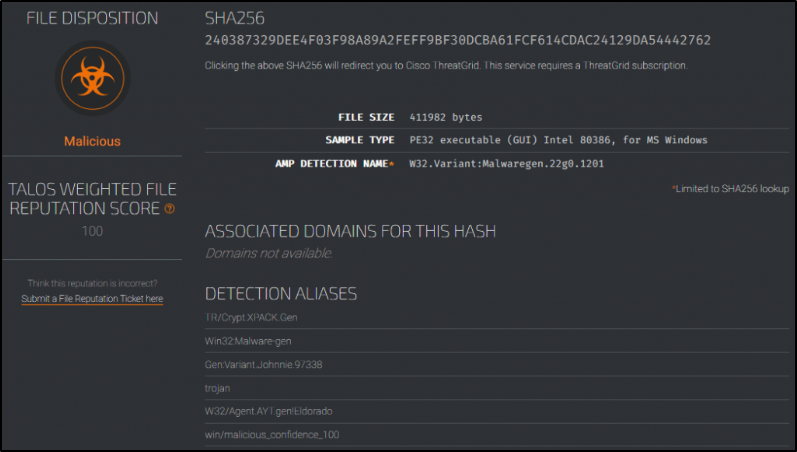 FILE DISPOSITION
Malicious
TALOS WEIGHTED FILE
REPUTATION SCORE ?
100
Think this reputation is incorrect?
Submit a File Reputation Ticket here
SHA256
240387329DEE4F03F98A89A2FEFF9BF30DCBA61FCF614CDAC24129DA54442762
Clicking the above SHA256 will redirect you to Cisco ThreatGrid. This service requires a ThreatGrid subscription.
FILE SIZE 411982 bytes
SAMPLE TYPE PE32 executable (GUI) Intel 80386, for MS Windows
AMP DETECTION NAME* W32.Variant:Malwaregen.22g0.1201
*Limited to SHA256 lookup
ASSOCIATED DOMAINS FOR THIS HASH
Domains not available.
DETECTION ALIASES
TR/Crypt.XPACK.Gen
Win32:Malware-gen
Gen:Variant.Johnnie.97338
trojan
W32/Agent.AYT.gen!Eldorado
win/malicious_confidence_100